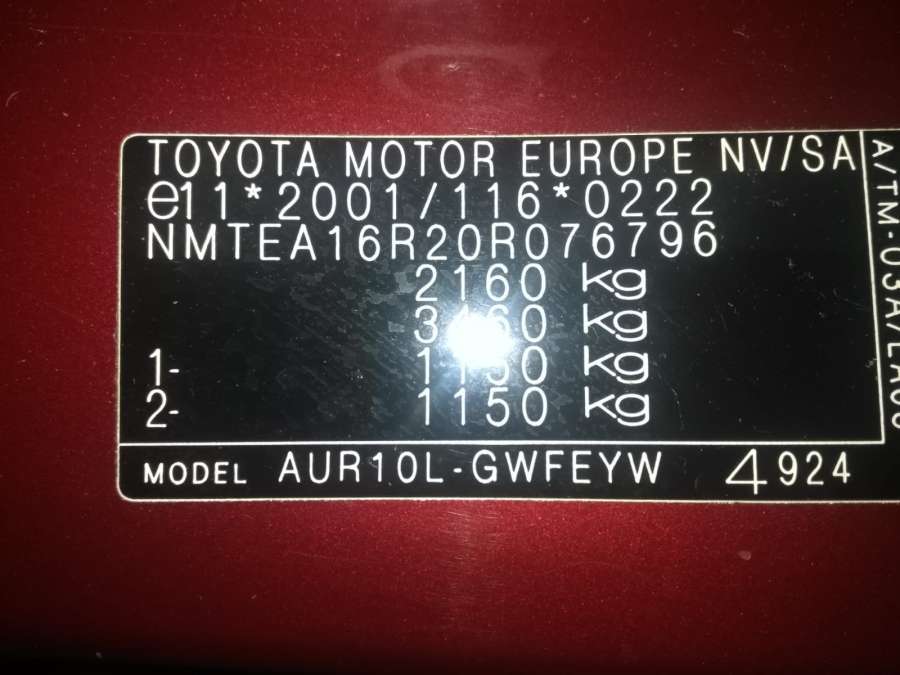 TOYOTA MOTOR EUROPE NV/SA
e11*2001/116*0222
NMTEA16R20R076796
2160 kg
kg
1- kg
2- 1150 kg
MODEL AUR10L-GWFEYW 4924